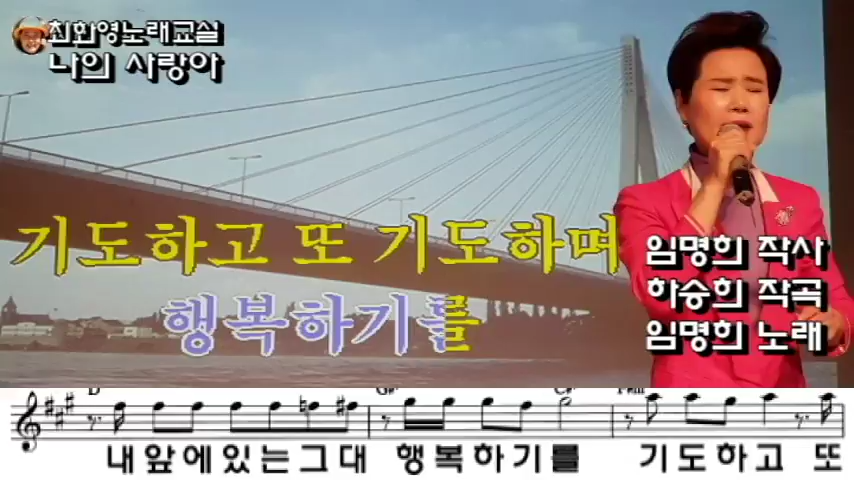 최화영노래교실
나의 사랑아
기도하고 또 기도하며
행복하기를
임명희 작사
하승희 작곡
임명희 노래
D G# C# F#m
내앞에있는그대 행복하기를 기도하고 또